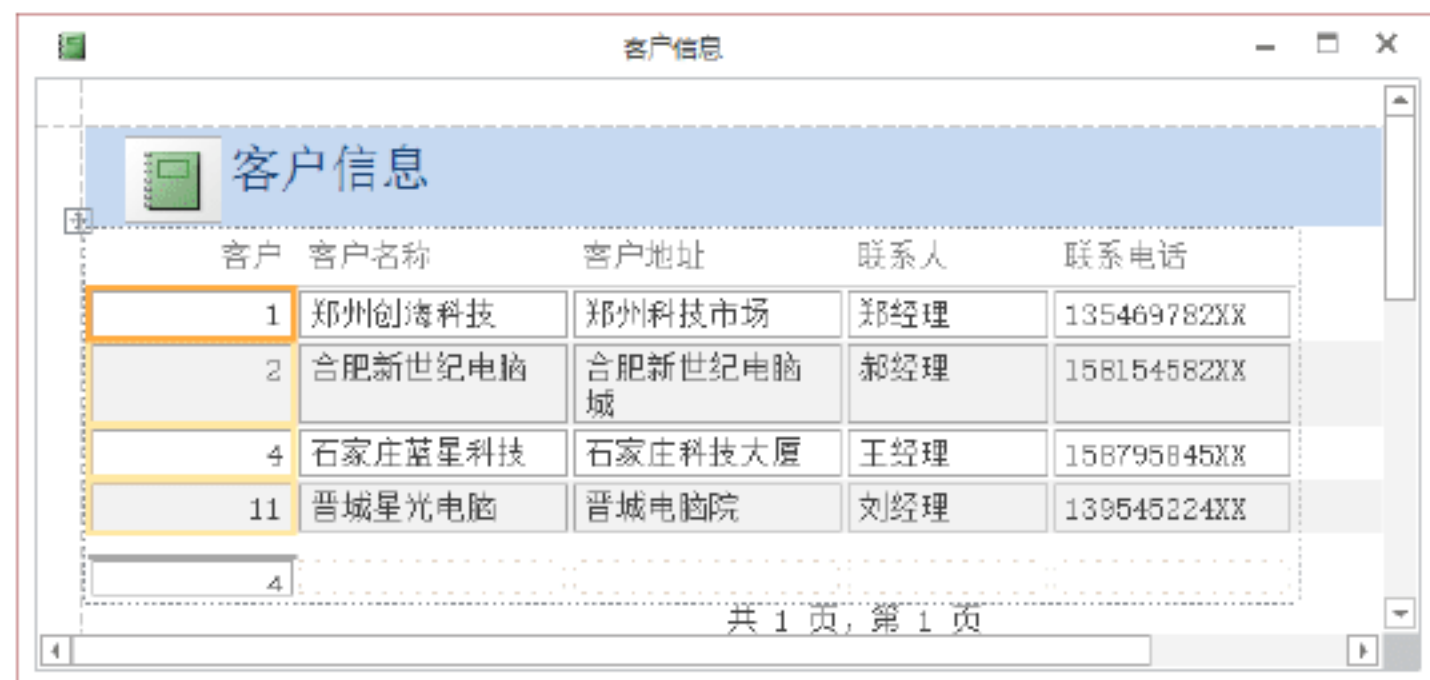 客户信息
客户信息
客户 客户名称 客户地址 联系人 联系电话
1 郑州创海科技 郑州科技市场 郑经理 135469782XX
2 合肥新世纪电脑 合肥新世纪电脑城 郝经理 158154582XX
4 石家庄蓝星科技 石家庄科技大厦 王经理 158795845XX
11 晋城星光电脑 晋城电脑院 刘经理 139545224XX
4
共 1 页, 第 1 页